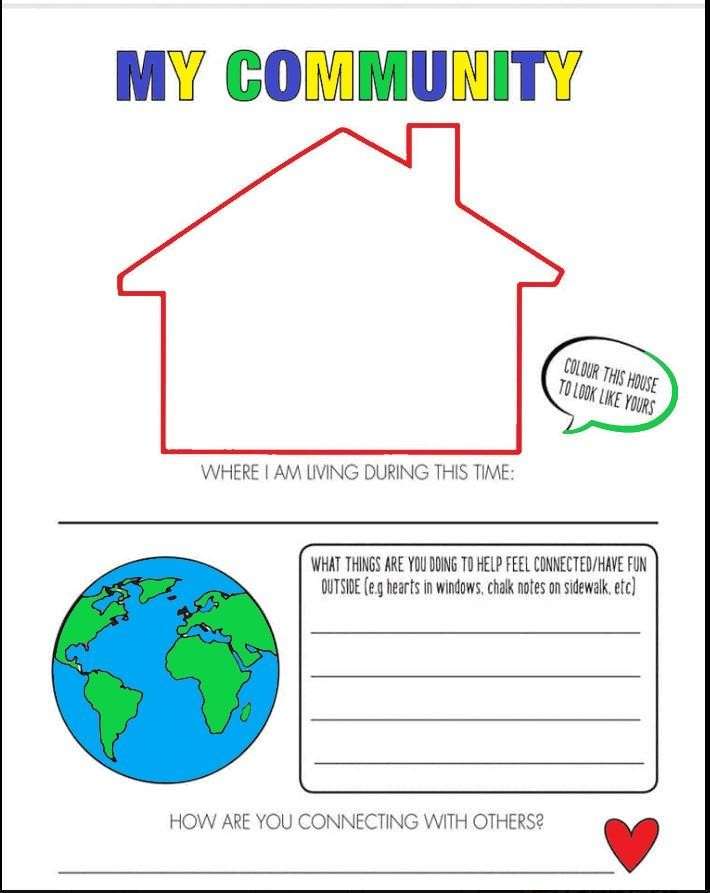 MY COMMUNITY
COLOUR THIS HOUSE
TO LOOK LIKE YOURS
WHERE I AM LIVING DURING THIS TIME:
WHAT THINGS ARE YOU DOING TO HELP FEEL CONNECTED/HAVE FUN
OUTSIDE (e.g hearts in windows, chalk notes on sidewalk, etc)
HOW ARE YOU CONNECTING WITH OTHERS?